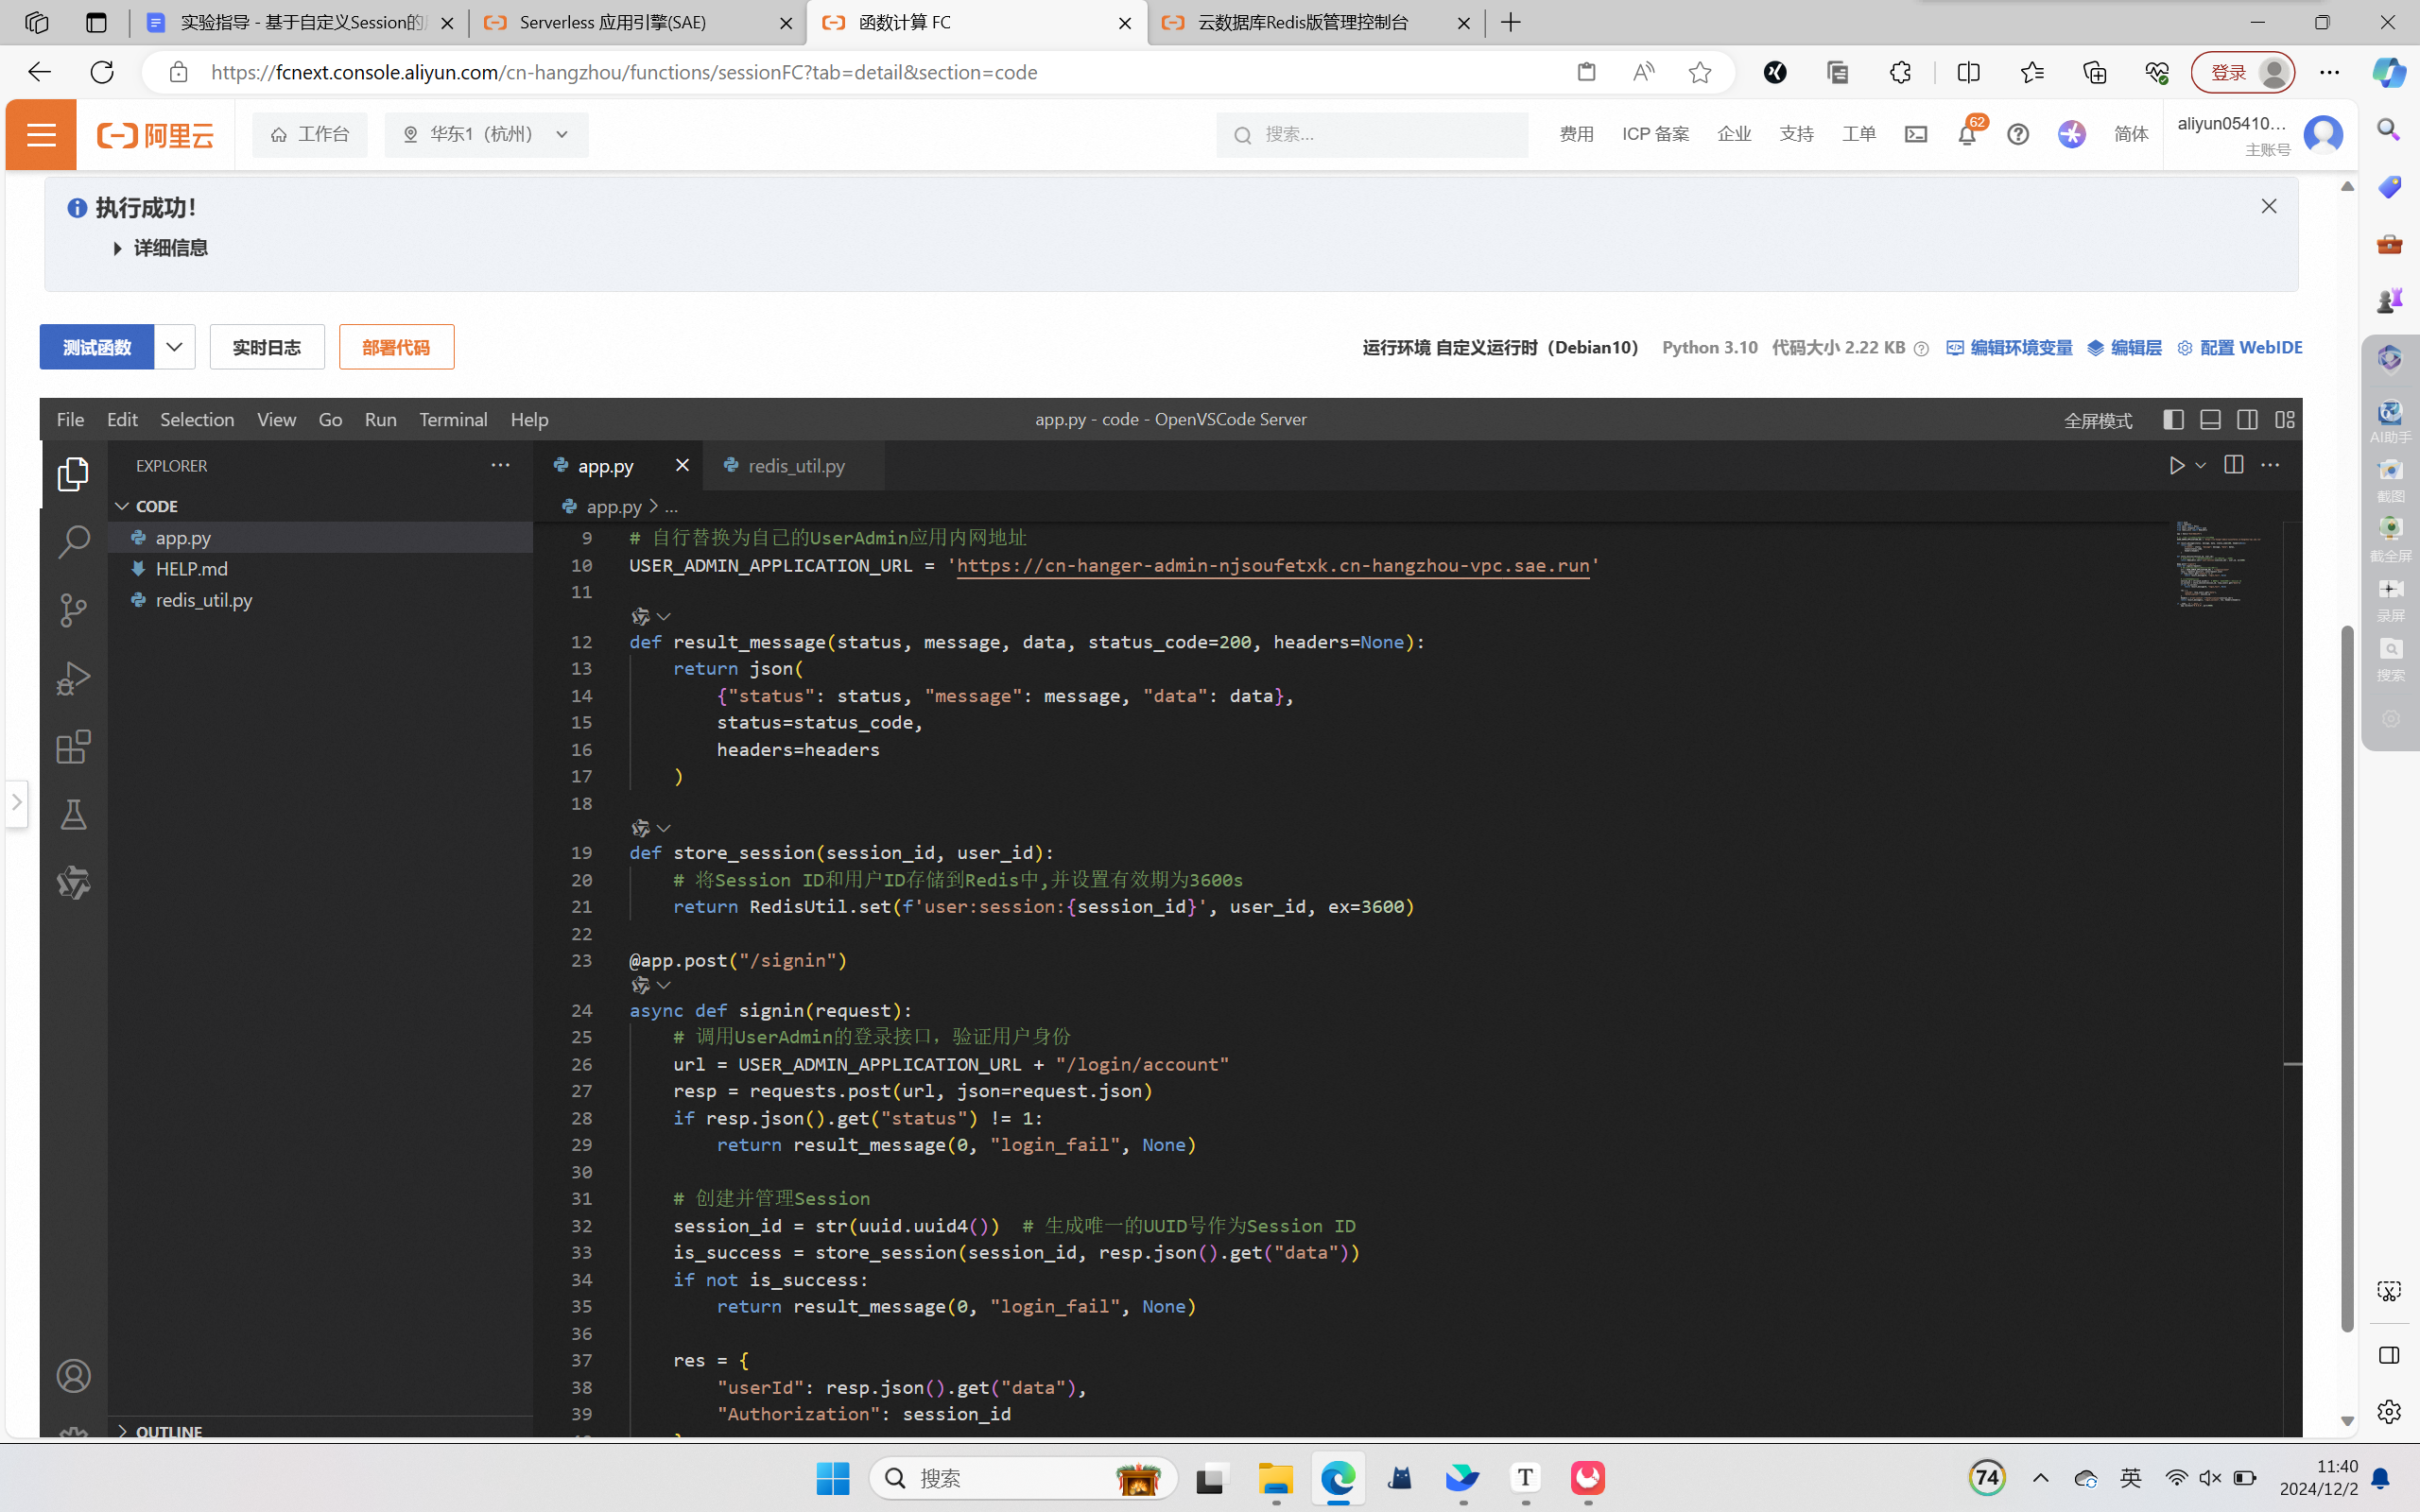 实验指导 - 基于自定义Session的
Serverless 应用引擎(SAE)
函数计算 FC
云数据库Redis版管理控制台
https://fcnext.console.aliyun.com/cn-hangzhou/functions/sessionFC?tab=detail&section=code
登录
阿里云
工作台
华东1（杭州）
搜索...
费用
ICP 备案
企业
支持
工单
62
简体
aliyun05410...
主账号
执行成功！
详细信息
测试函数
实时日志
部署代码
运行环境 自定义运行时（Debian10）
Python 3.10
代码大小 2.22 KB
编辑环境变量
编辑层
配置 WebIDE
File Edit Selection View Go Run Terminal Help
app.py - code - OpenVSCode Server
全屏模式
EXPLORER
CODE
app.py
HELP.md
redis_util.py
OUTLINE
app.py
redis_util.py
app.py > ...
9 # 自行替换为自己的UserAdmin应用内网地址
10 USER_ADMIN_APPLICATION_URL = 'https://cn-hanger-admin-njsoufetxk.cn-hangzhou-vpc.sae.run'
11
12 def result_message(status, message, data, status_code=200, headers=None):
13 return json(
14 {"status": status, "message": message, "data": data},
15 status=status_code,
16 headers=headers
17 )
18
19 def store_session(session_id, user_id):
20 # 将Session ID和用户ID存储到Redis中,并设置有效期为3600s
21 return RedisUtil.set(f'user:session:{session_id}', user_id, ex=3600)
22
23 @app.post("/signin")
24 async def signin(request):
25 # 调用UserAdmin的登录接口，验证用户身份
26 url = USER_ADMIN_APPLICATION_URL + "/login/account"
27 resp = requests.post(url, json=request.json)
28 if resp.json().get("status") != 1:
29 return result_message(0, "login_fail", None)
30
31 # 创建并管理Session
32 session_id = str(uuid.uuid4()) # 生成唯一的UUID号作为Session ID
33 is_success = store_session(session_id, resp.json().get("data"))
34 if not is_success:
35 return result_message(0, "login_fail", None)
36
37 res = {
38 "userId": resp.json().get("data"),
39 "Authorization": session_id
AI助手
截图
截全屏
录屏
搜索
搜索
74
英
11:40
2024/12/2